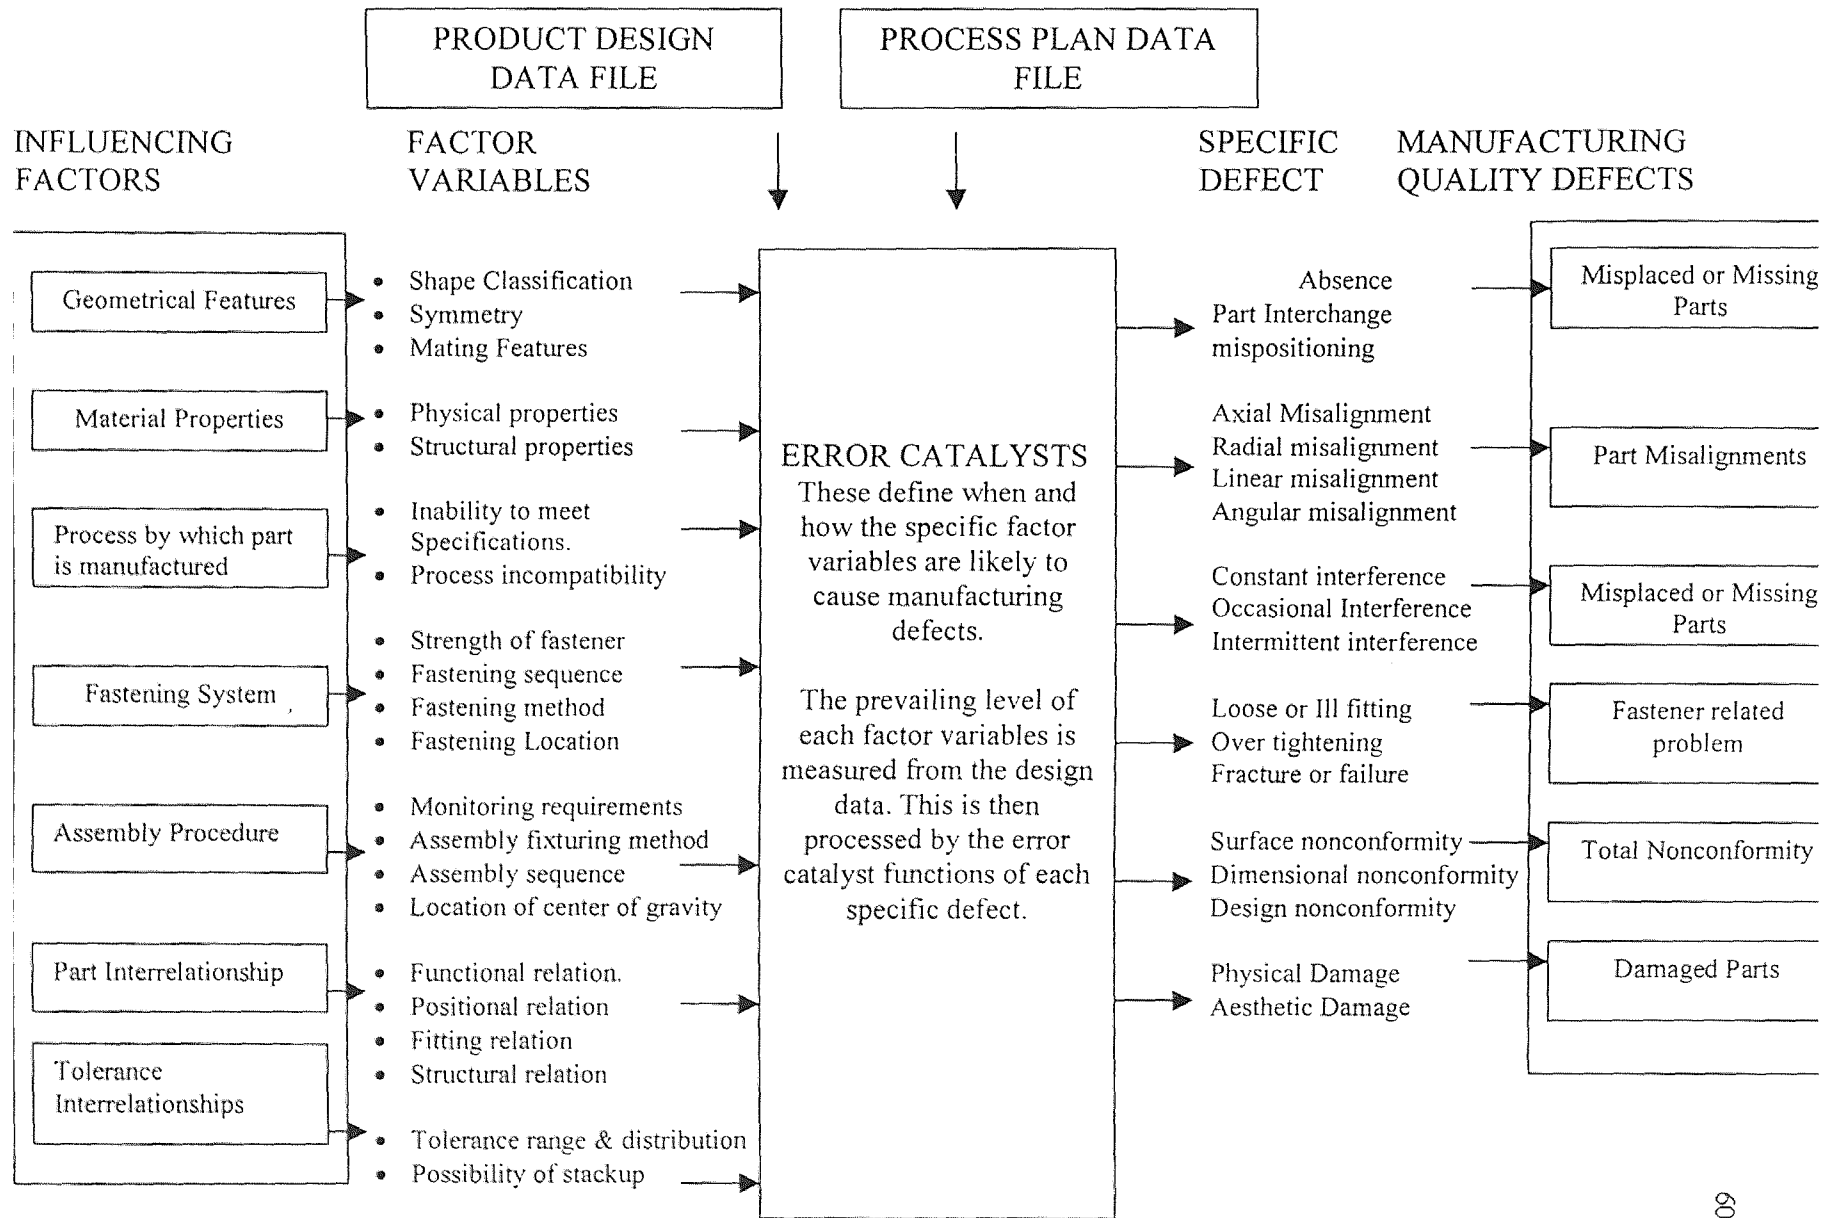 PRODUCT DESIGN
DATA FILE
PROCESS PLAN DATA
FILE
INFLUENCING
FACTORS
FACTOR
VARIABLES
SPECIFIC
DEFECT
MANUFACTURING
QUALITY DEFECTS
Geometrical Features
Material Properties
Process by which part
is manufactured
Fastening System
Assembly Procedure
Part Interrelationship
Tolerance
Interrelationships
• Shape Classification
• Symmetry
• Mating Features
• Physical properties
• Structural properties
• Inability to meet
Specifications.
• Process incompatibility
• Strength of fastener
• Fastening sequence
• Fastening method
• Fastening Location
• Monitoring requirements
• Assembly fixturing method
• Assembly sequence
• Location of center of gravity
• Functional relation.
• Positional relation
• Fitting relation
• Structural relation
• Tolerance range & distribution
• Possibility of stackup
ERROR CATALYSTS
These define when and
how the specific factor
variables are likely to
cause manufacturing
defects.
The prevailing level of
each factor variables is
measured from the design
data. This is then
processed by the error
catalyst functions of each
specific defect.
Absence
Part Interchange
mispositioning
Axial Misalignment
Radial misalignment
Linear misalignment
Angular misalignment
Constant interference
Occasional Interference
Intermittent interference
Loose or Ill fitting
Over tightening
Fracture or failure
Surface nonconformity
Dimensional nonconformity
Design nonconformity
Physical Damage
Aesthetic Damage
Misplaced or Missing
Parts
Part Misalignments
Misplaced or Missing
Parts
Fastener related
problem
Total Nonconformity
Damaged Parts
60